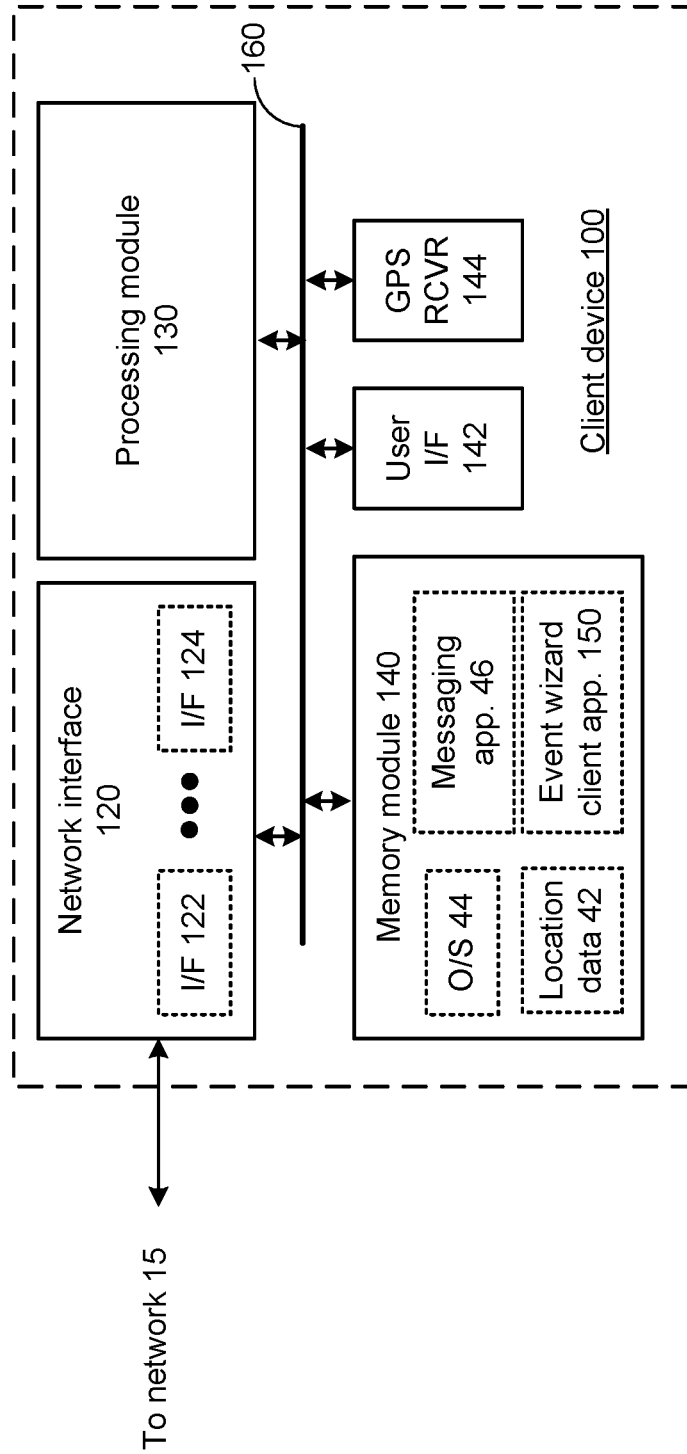 To network 15
Network interface
120
I/F 122
I/F 124
Processing module
130
160
Memory module 140
O/S 44
Messaging
app. 46
Location
data 42
Event wizard
client app. 150
User
I/F
142
GPS
RCVR
144
Client device 100